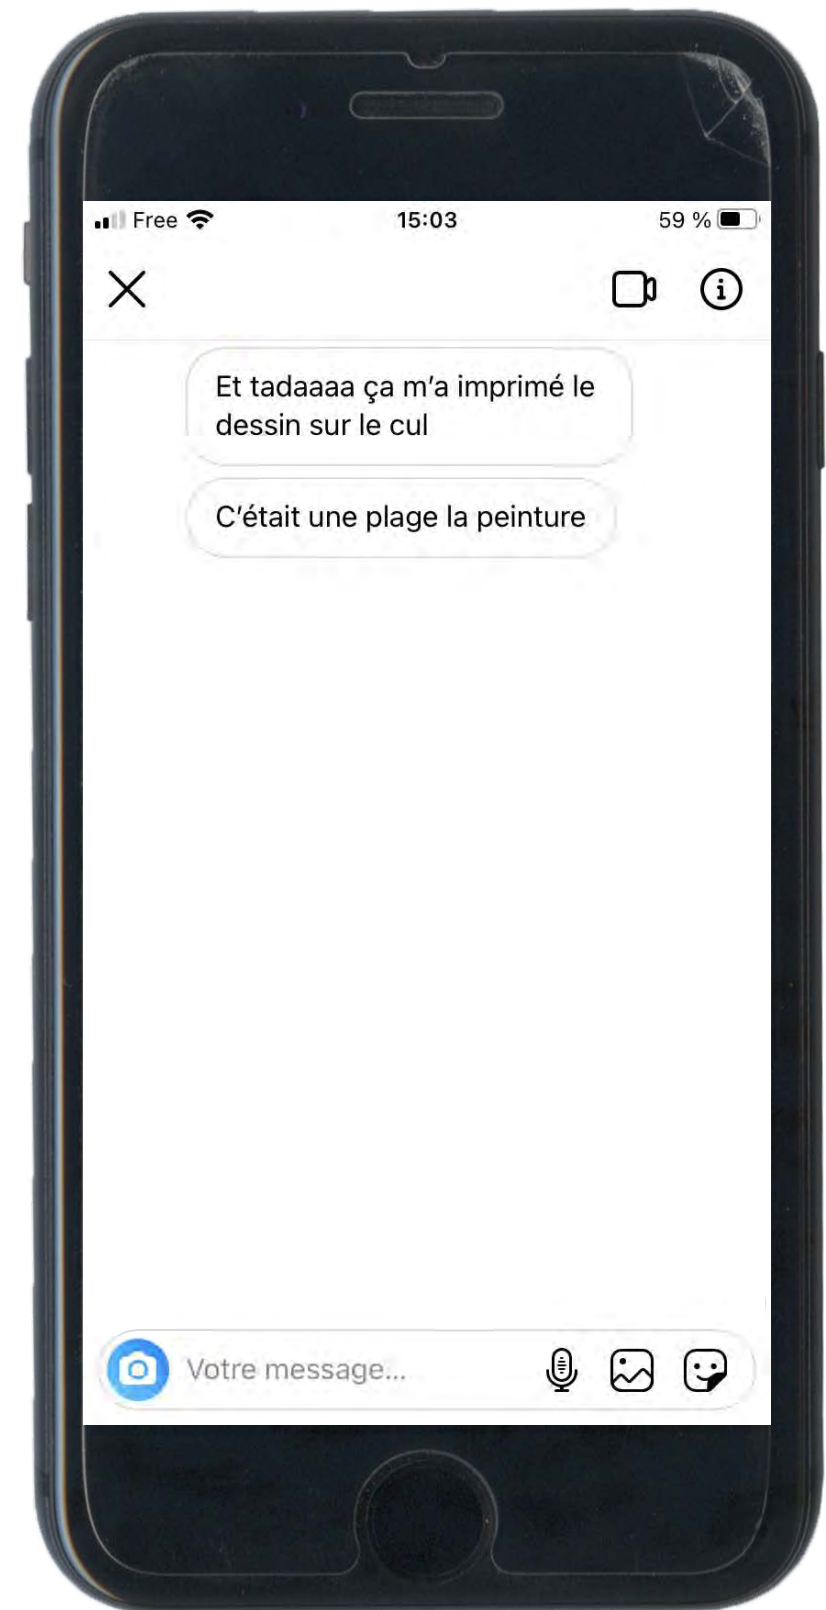 Free 15:03 59 %
Et tadaaaa ça m'a imprimé le
dessin sur le cul
C'était une plage la peinture
Votre message...